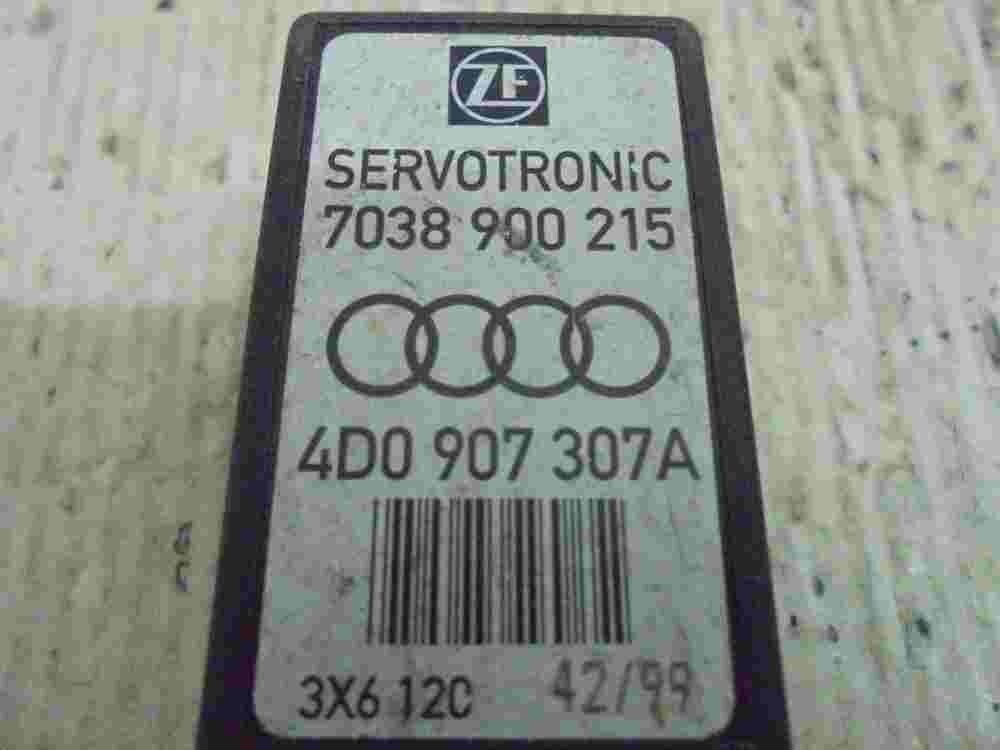 ZF
SERVOTRONiC
7038 900 215
4D0 907 307A
3X6 12C 42/99